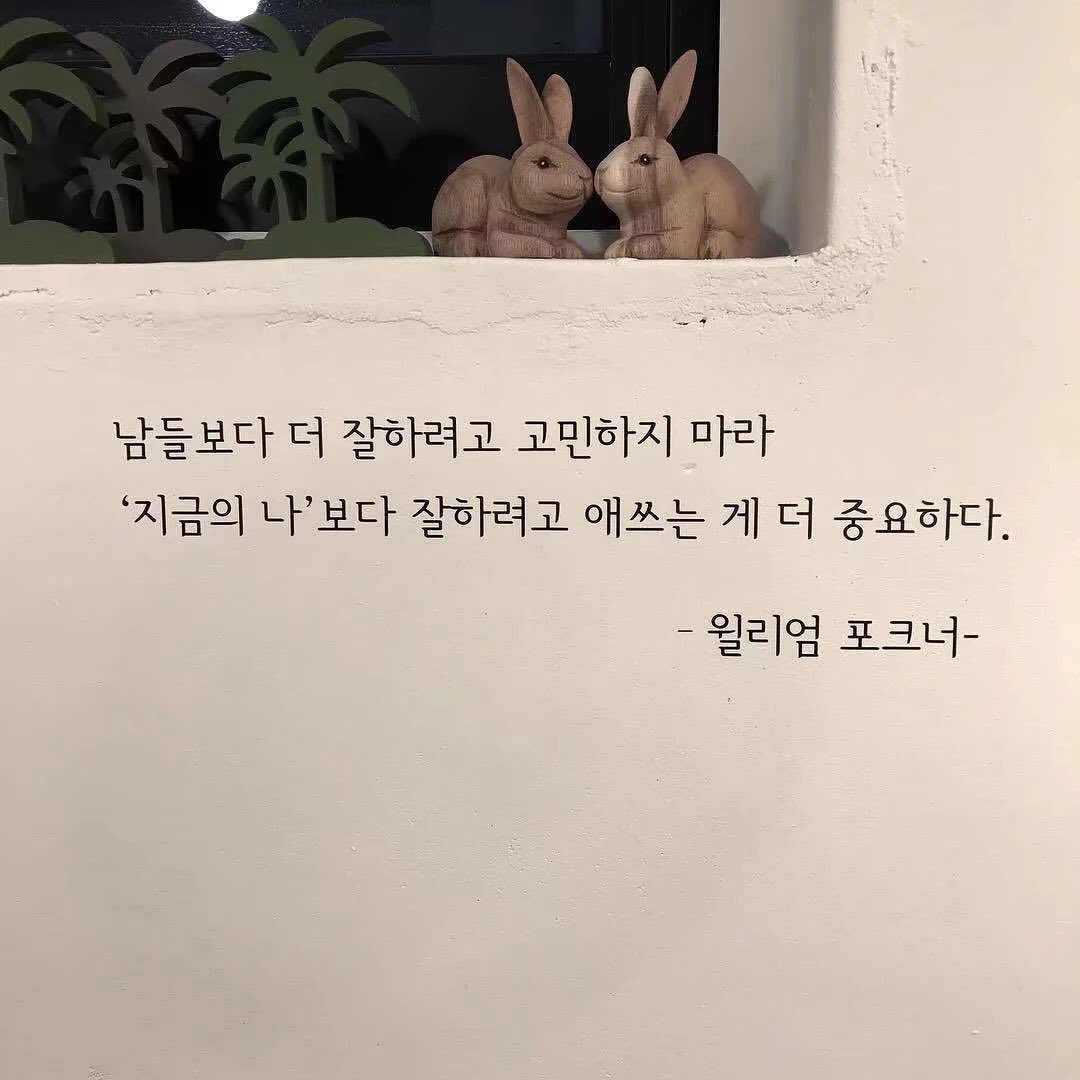 남들보다 더 잘하려고 고민하지 마라
‘지금의 나’보다 잘하려고 애쓰는 게 더 중요하다.
- 윌리엄 포크너-